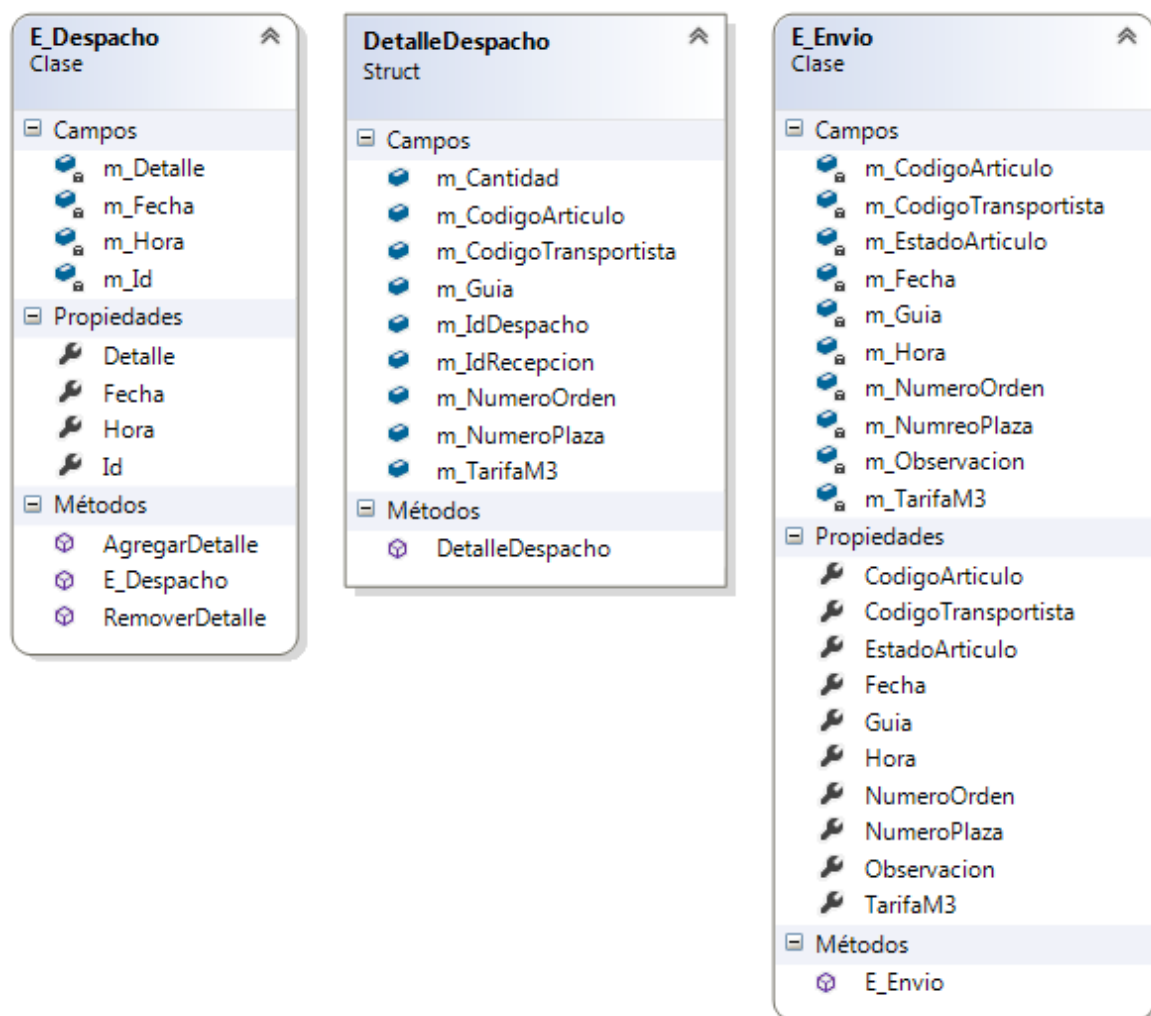 E_Despacho
Clase
Campos
m_Detalle
m_Fecha
m_Hora
m_Id
Propiedades
Detalle
Fecha
Hora
Id
Métodos
AgregarDetalle
E_Despacho
RemoverDetalle
DetalleDespacho
Struct
Campos
m_Cantidad
m_CodigoArticulo
m_CodigoTransportista
m_Guia
m_IdDespacho
m_IdRecepcion
m_NumeroOrden
m_NumeroPlaza
m_TarifaM3
Métodos
DetalleDespacho
E_Envio
Clase
Campos
m_CodigoArticulo
m_CodigoTransportista
m_EstadoArticulo
m_Fecha
m_Guia
m_Hora
m_NumeroOrden
m_NumreoPlaza
m_Observacion
m_TarifaM3
Propiedades
CodigoArticulo
CodigoTransportista
EstadoArticulo
Fecha
Guia
Hora
NumeroOrden
NumeroPlaza
Observacion
TarifaM3
Métodos
E_Envio